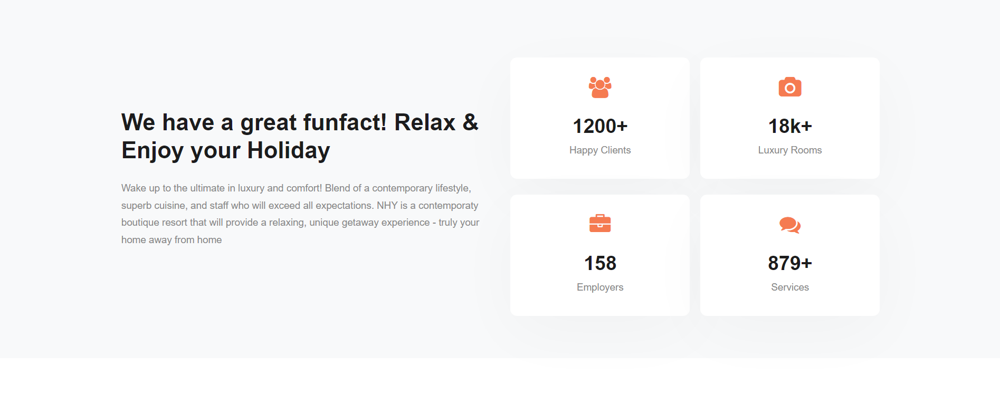 We have a great funfact! Relax &
Enjoy your Holiday
Wake up to the ultimate in luxury and comfort! Blend of a contemporary lifestyle,
superb cuisine, and staff who will exceed all expectations. NHY is a contemporaty
boutique resort that will provide a relaxing, unique getaway experience - truly your
home away from home
1200+
Happy Clients
18k+
Luxury Rooms
158
Employers
879+
Services